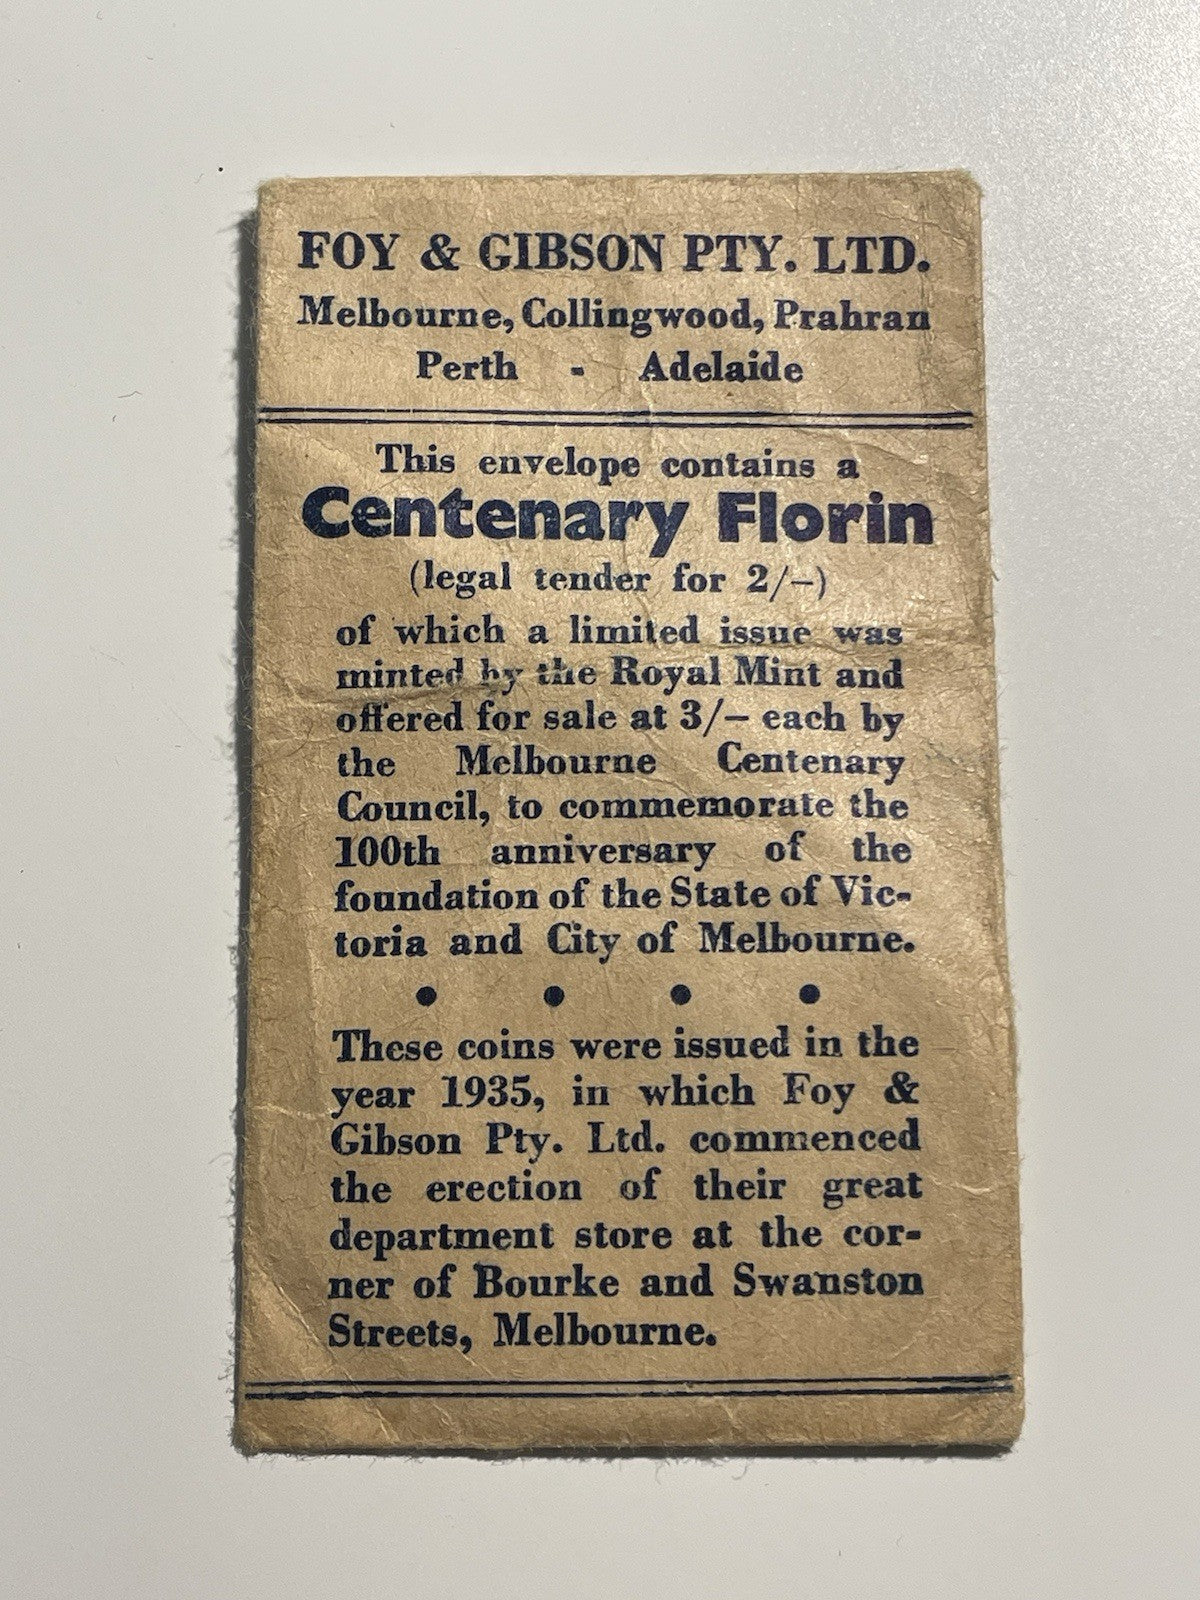 FOY & GIBSON PTY. LTD.
Melbourne, Collingwood, Prahran
Perth - Adelaide
This envelope contains a
Centenary Florin
(legal tender for 2/-)
of which a limited issue was
minted by the Royal Mint and
offered for sale at 3/- each by
the Melbourne Centenary
Council, to commemorate the
100th anniversary of the
foundation of the State of Vic-
toria and City of Melbourne.
These coins were issued in the
year 1935, in which Foy &
Gibson Pty. Ltd. commenced
the erection of their great
department store at the cor-
ner of Bourke and Swanston
Streets, Melbourne.